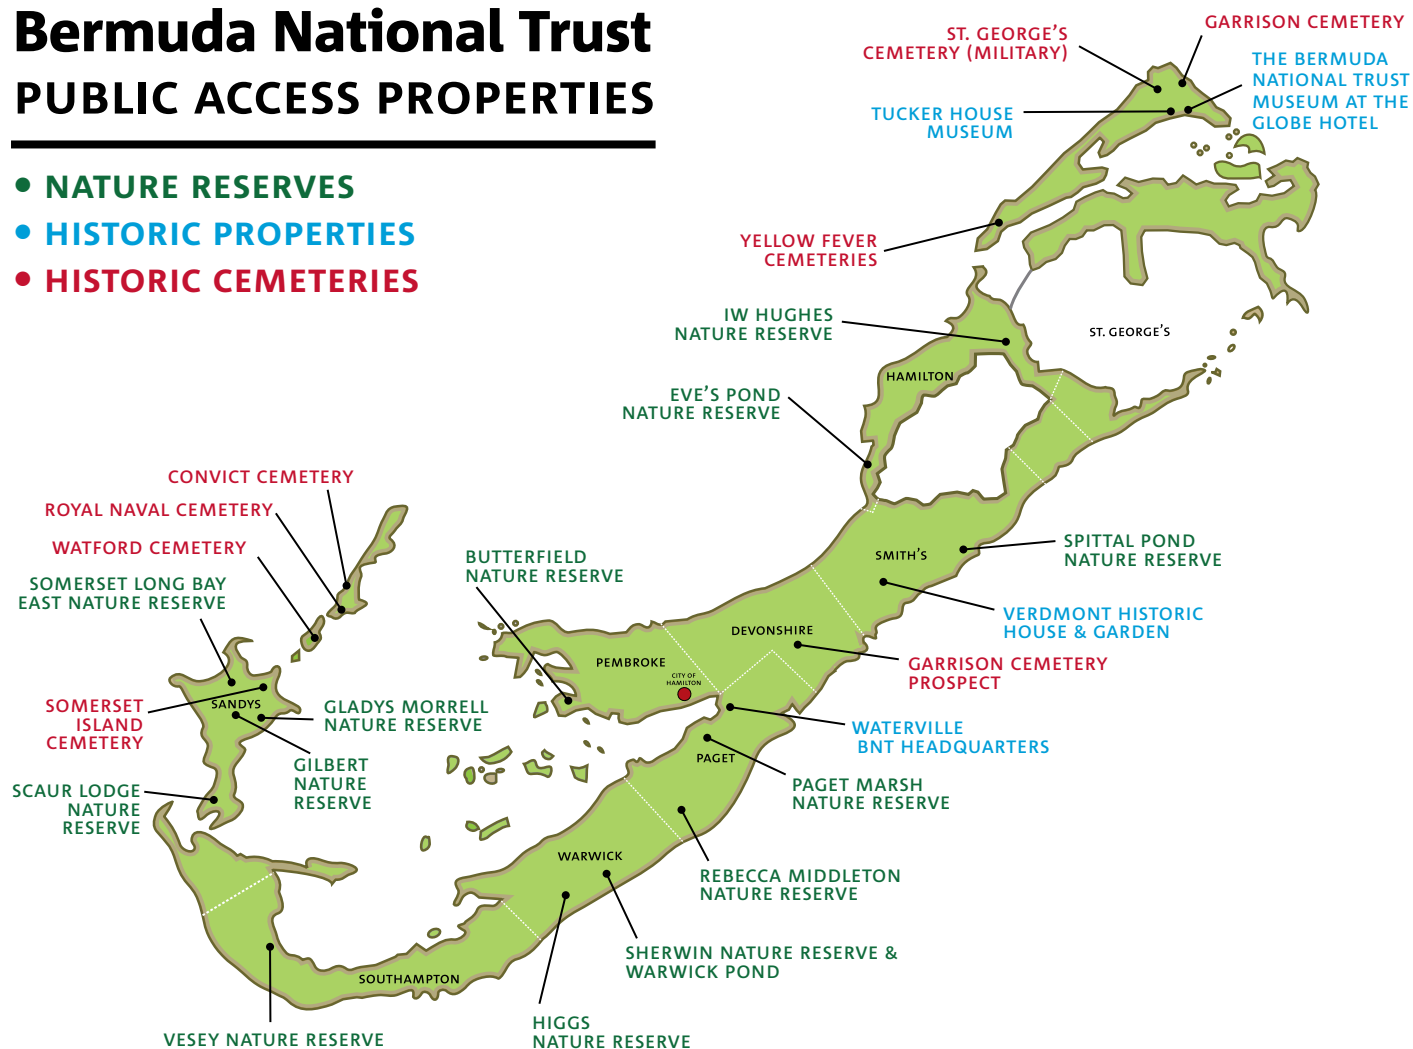 Bermuda National Trust
PUBLIC ACCESS PROPERTIES
• NATURE RESERVES
• HISTORIC PROPERTIES
• HISTORIC CEMETERIES
GARRISON CEMETERY
ST. GEORGE'S
CEMETERY (MILITARY)
THE BERMUDA
NATIONAL TRUST
MUSEUM AT THE
GLOBE HOTEL
TUCKER HOUSE
MUSEUM
YELLOW FEVER
CEMETERIES
IW HUGHES
NATURE RESERVE
ST. GEORGE'S
HAMILTON
EVE'S POND
NATURE RESERVE
CONVICT CEMETERY
ROYAL NAVAL CEMETERY
WATFORD CEMETERY
SOMERSET LONG BAY
EAST NATURE RESERVE
BUTTERFIELD
NATURE RESERVE
SMITH'S
SPITTAL POND
NATURE RESERVE
VERDMONT HISTORIC
HOUSE & GARDEN
DEVONSHIRE
GARRISON CEMETERY
PROSPECT
PEMBROKE
CITY OF
HAMILTON
SOMERSET
ISLAND
CEMETERY
SANDYS
GLADYS MORRELL
NATURE RESERVE
GILBERT
NATURE
RESERVE
WATERVILLE
BNT HEADQUARTERS
PAGET
PAGET MARSH
NATURE RESERVE
SCAUR LODGE
NATURE
RESERVE
WARWICK
REBECCA MIDDLETON
NATURE RESERVE
SHERWIN NATURE RESERVE &
WARWICK POND
SOUTHAMPTON
HIGGS
NATURE RESERVE
VESEY NATURE RESERVE